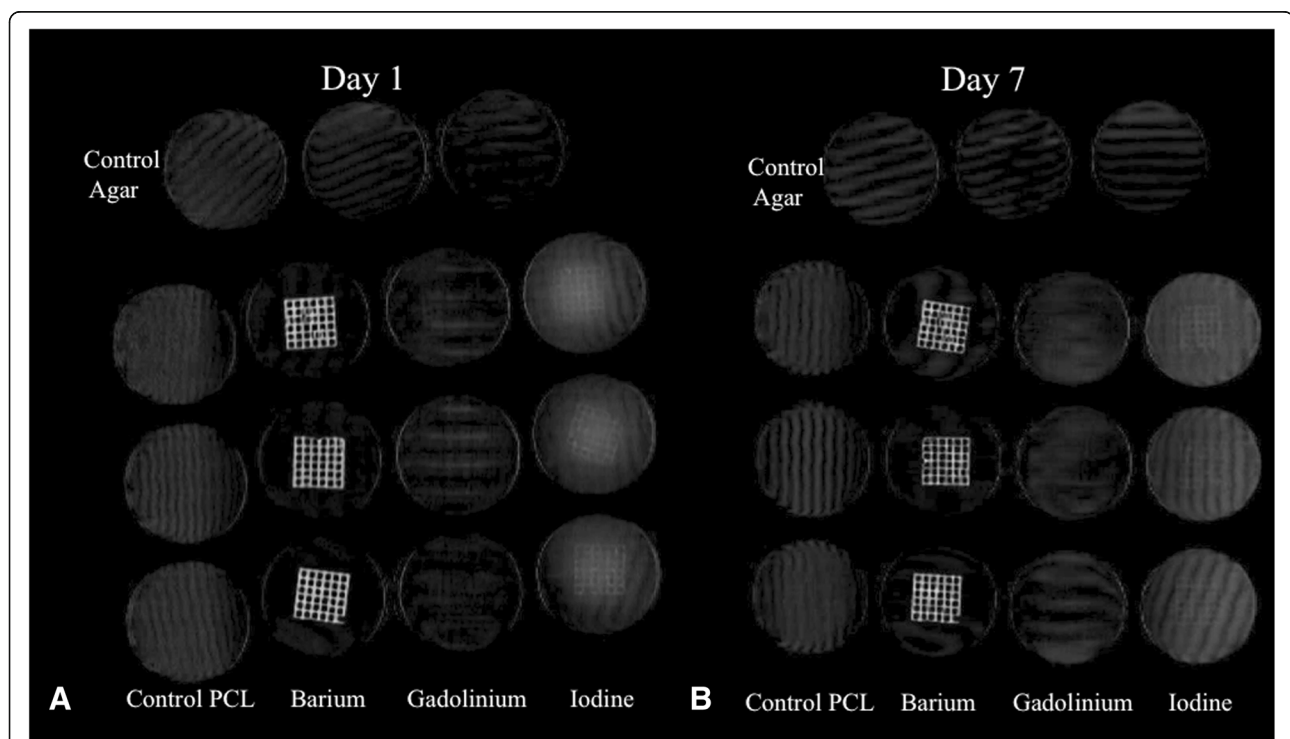 Day 1
Control
Agar
A
Control PCL
Barium
Gadolinium
Iodine
Day 7
Control
Agar
B
Control PCL
Barium
Gadolinium
Iodine